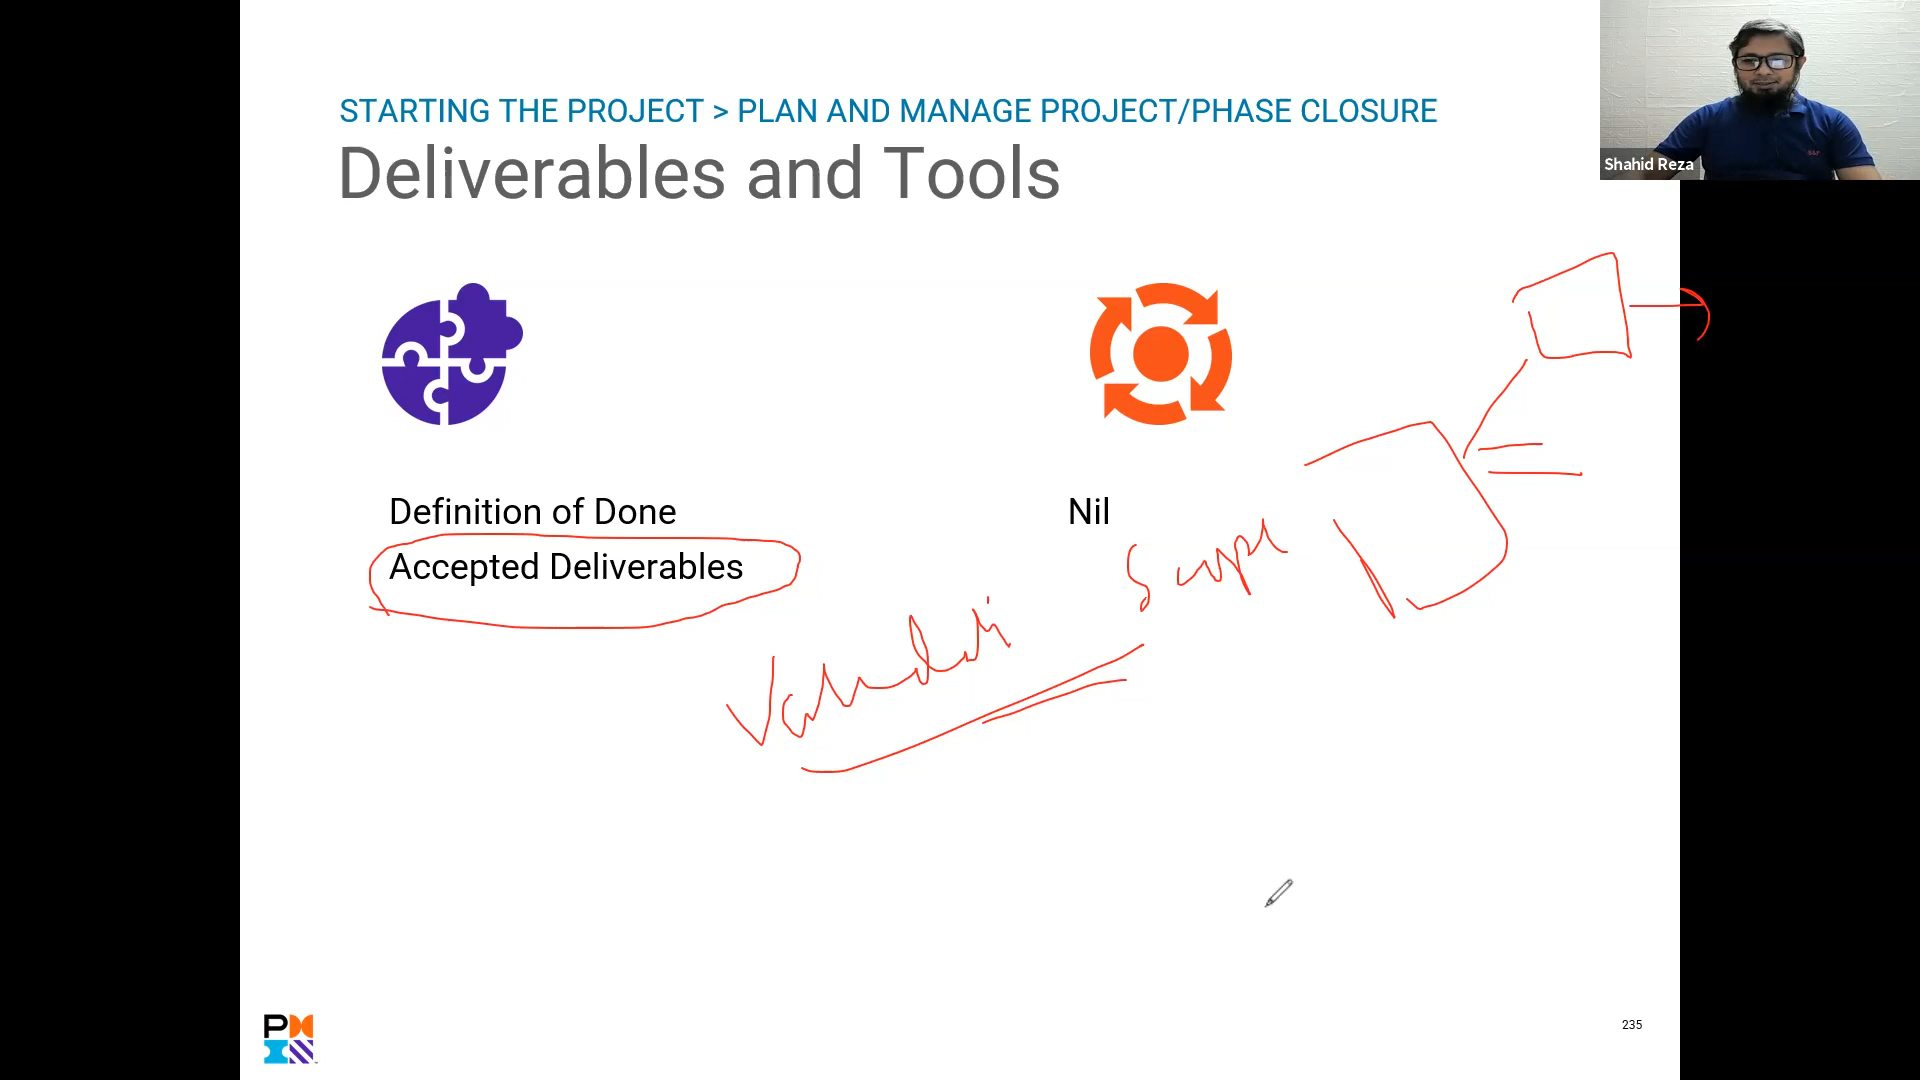 STARTING THE PROJECT > PLAN AND MANAGE PROJECT/PHASE CLOSURE
Deliverables and Tools
Shahid Reza
Definition of Done
Nil
Accepted Deliverables
Scope
235